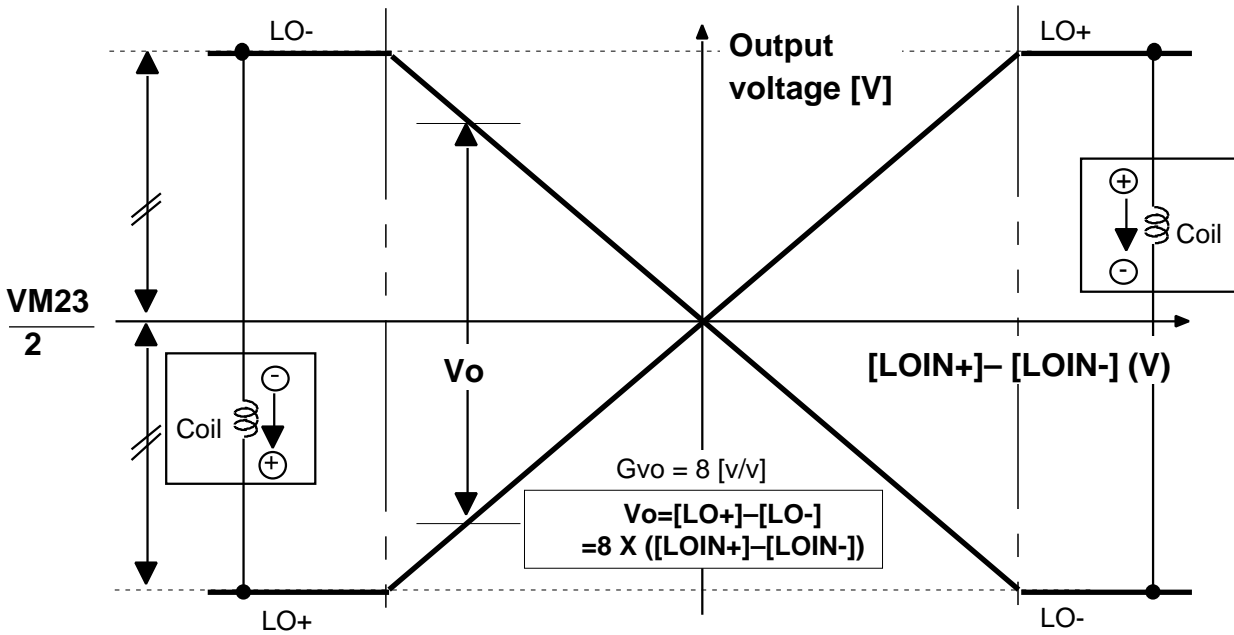 LO-
Output
voltage [V]
LO+
+
-
Coil
VM23
2
Vo
[LOIN+]– [LOIN-] (V)
-
Coil
+
Gvo = 8 [v/v]
Vo=[LO+]–[LO-]
=8 X ([LOIN+]–[LOIN-])
LO+
LO-